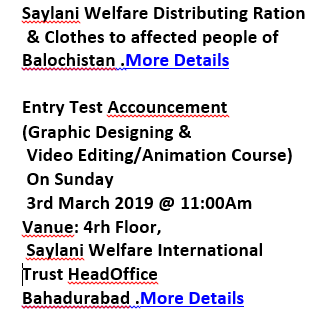 Saylani Welfare Distributing Ration
& Clothes to affected people of
Balochistan .More Details
Entry Test Accouncement
(Graphic Designing &
Video Editing/Animation Course)
On Sunday
3rd March 2019 @ 11:00Am
Vanue: 4rh Floor,
Saylani Welfare International
Trust HeadOffice
Bahadurabad .More Details